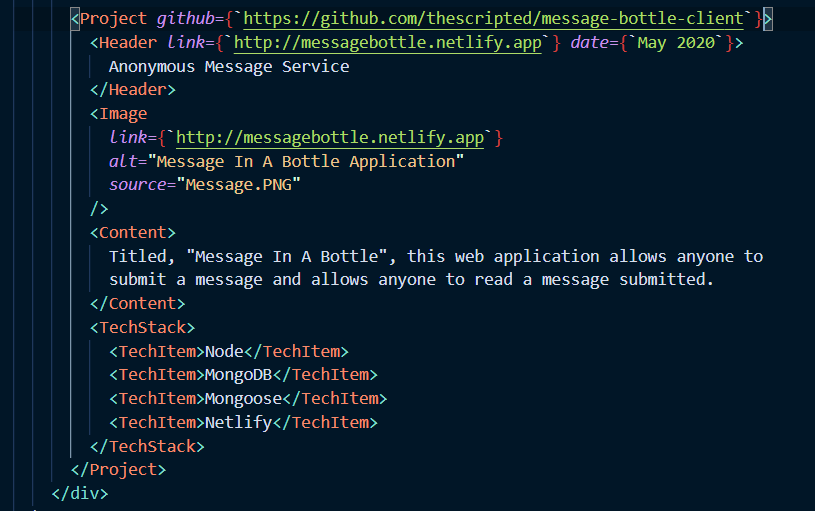 <Project github={`https://github.com/thescripted/message-bottle-client`}>
<Header link={`http://messagebottle.netlify.app`} date={`May 2020`}>
Anonymous Message Service
</Header>
<Image
link={`http://messagebottle.netlify.app`}
alt="Message In A Bottle Application"
source="Message.PNG"
/>
<Content>
Titled, "Message In A Bottle", this web application allows anyone to
submit a message and allows anyone to read a message submitted.
</Content>
<TechStack>
<TechItem>Node</TechItem>
<TechItem>MongoDB</TechItem>
<TechItem>Mongoose</TechItem>
<TechItem>Netlify</TechItem>
</TechStack>
</Project>
</div>